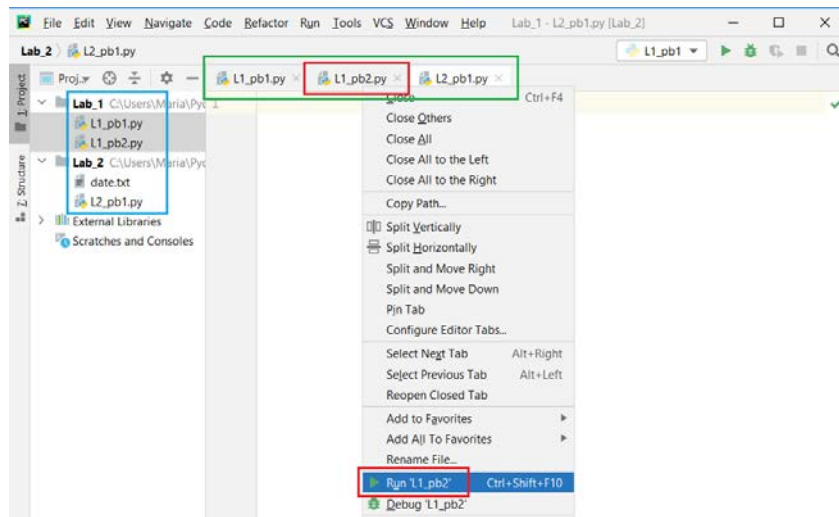 File Edit View Navigate Code Refactor Run Tools VCS Window Help Lab_1 - L2_pb1.py [Lab_2]
Lab_2 L2_pb1.py L1_pb1
Proj. L1_pb1.py L1_pb2.py L2_pb1.py
1: Project
Lab_1 C:\Users\Maria\Pyc 1
L1_pb1.py
L1_pb2.py
Lab_2 C:\Users\Maria\Pyc
date.txt
L2_pb1.py
External Libraries
Scratches and Consoles
Structure
Close Ctrl+F4
Close Others
Close All
Close All to the Left
Close All to the Right
Copy Path...
Split Vertically
Split Horizontally
Split and Move Right
Split and Move Down
Pin Tab
Configure Editor Tabs...
Select Next Tab Alt+Right
Select Previous Tab Alt+Left
Reopen Closed Tab
Add to Favorites
Add All To Favorites
Rename File...
Run 'L1_pb2' Ctrl+Shift+F10
Debug 'L1_pb2'